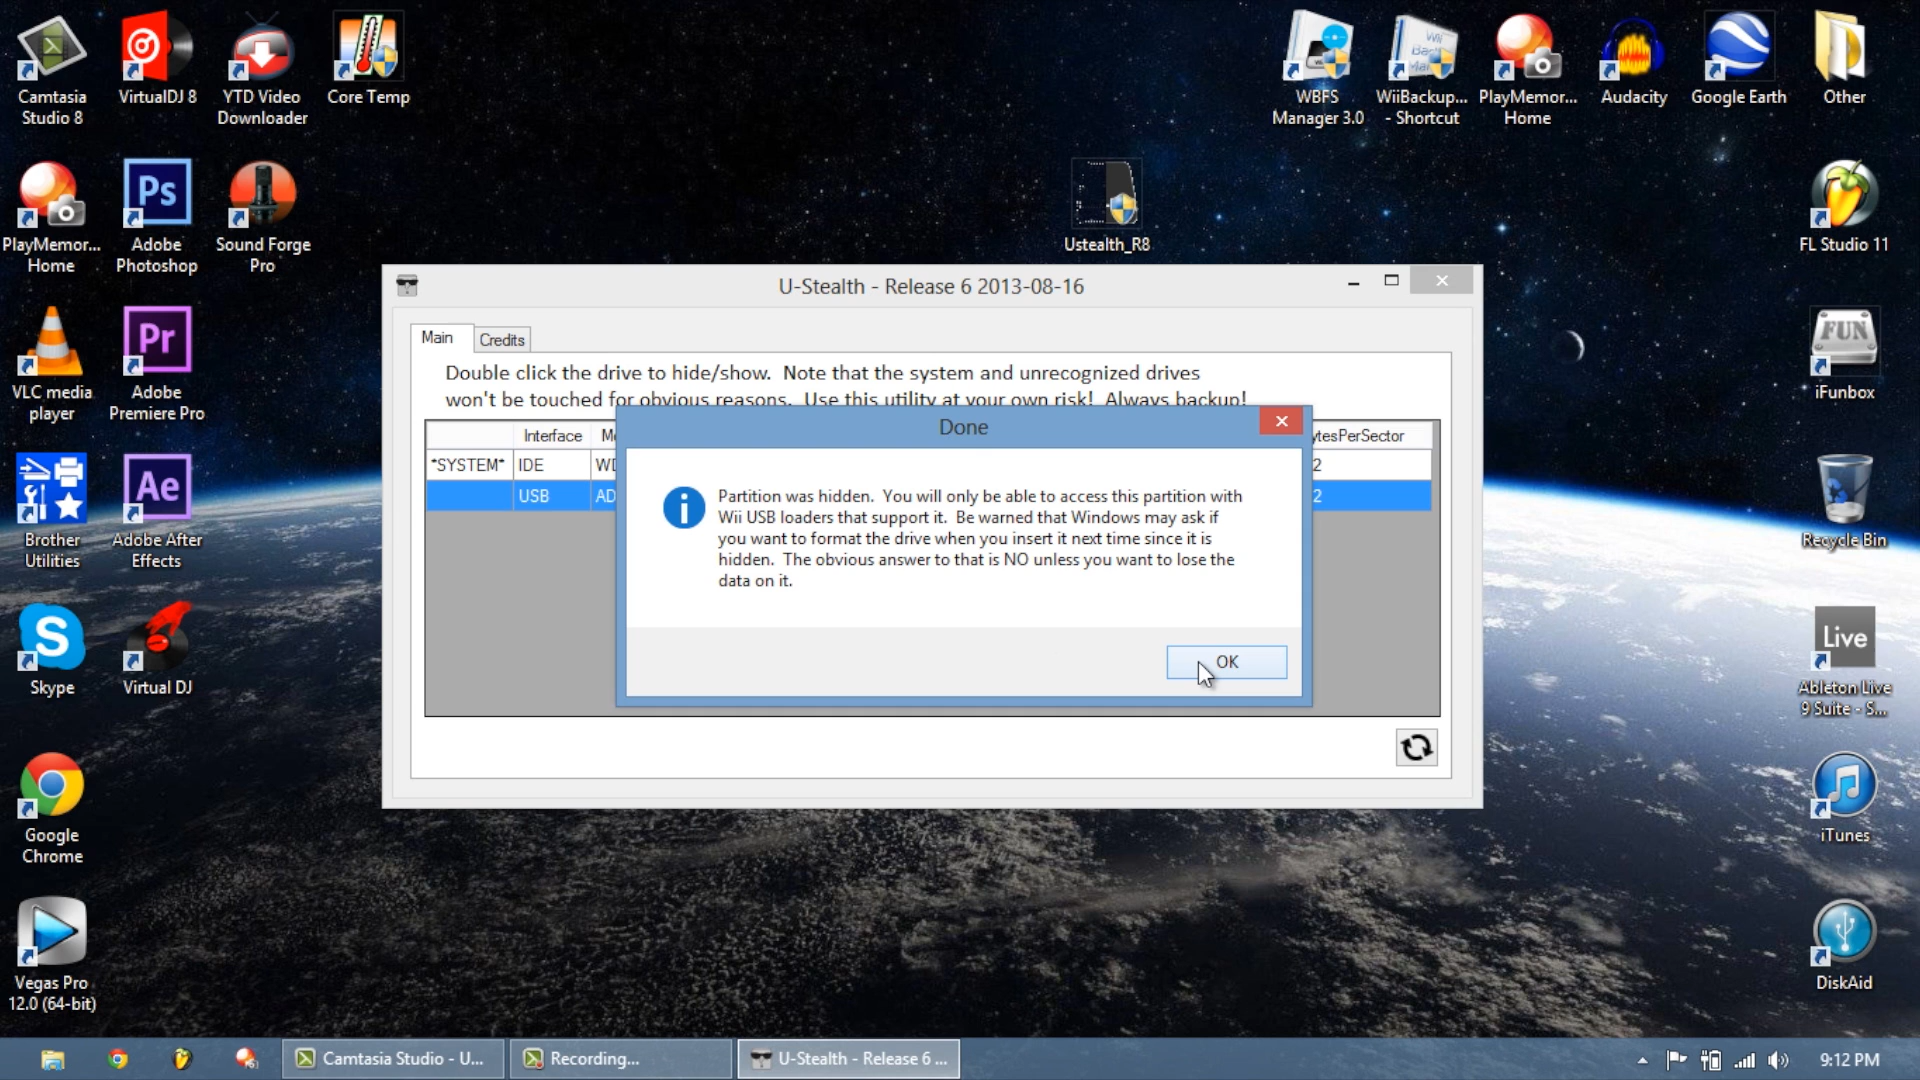 Camtasia
Studio 8
VirtualDJ 8
YTD Video
Downloader
Core Temp
WBFS
Manager 3.0
WiiBackup...
- Shortcut
PlayMemor...
Home
Audacity
Google Earth
Other
PlayMemor...
Home
Ps
Adobe
Photoshop
Sound Forge
Pro
Ustealth_R8
FL Studio 11
U-Stealth - Release 6 2013-08-16
Main
Credits
Double click the drive to hide/show.  Note that the system and unrecognized drives
won't be touched for obvious reasons.  Use this utility at your own risk!  Always backup!
Interface
ytesPerSector
*SYSTEM*
IDE
WD
2
USB
AD
2
Done
Partition was hidden.  You will only be able to access this partition with
Wii USB loaders that support it.  Be warned that Windows may ask if
you want to format the drive when you insert it next time since it is
hidden.  The obvious answer to that is NO unless you want to lose the
data on it.
OK
VLC media
player
Pr
Adobe
Premiere Pro
FUN
iFunbox
Brother
Utilities
Ae
Adobe After
Effects
Recycle Bin
S
Skype
Virtual DJ
Live
Ableton Live
9 Suite - S...
Google
Chrome
iTunes
Vegas Pro
12.0 (64-bit)
DiskAid
Camtasia Studio - U...
Recording...
U-Stealth - Release 6 ...
9:12 PM